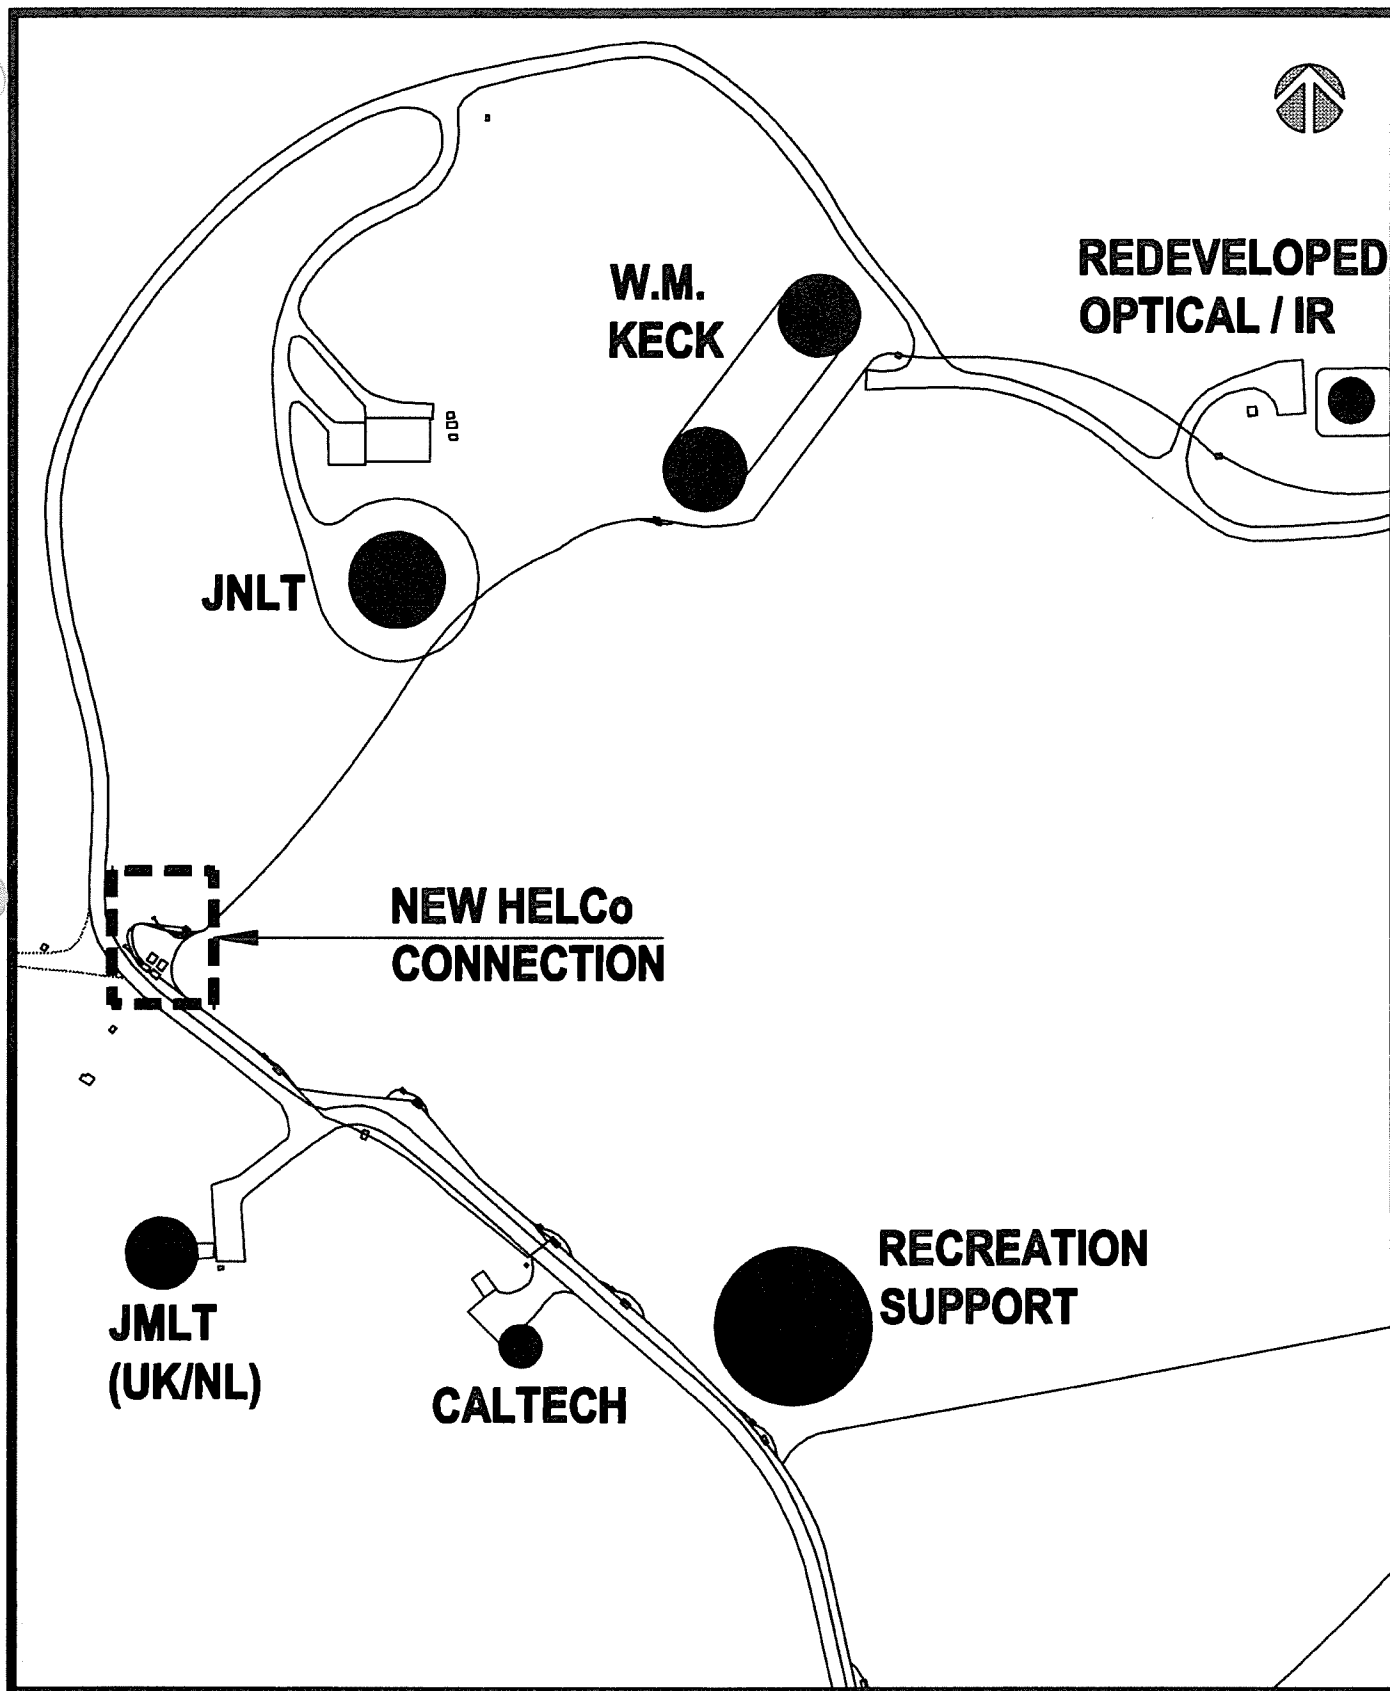 REDEVELOPED
OPTICAL / IR
W.M.
KECK
JNLT
NEW HELCo
CONNECTION
RECREATION
SUPPORT
JMLT
(UK/NL)
CALTECH